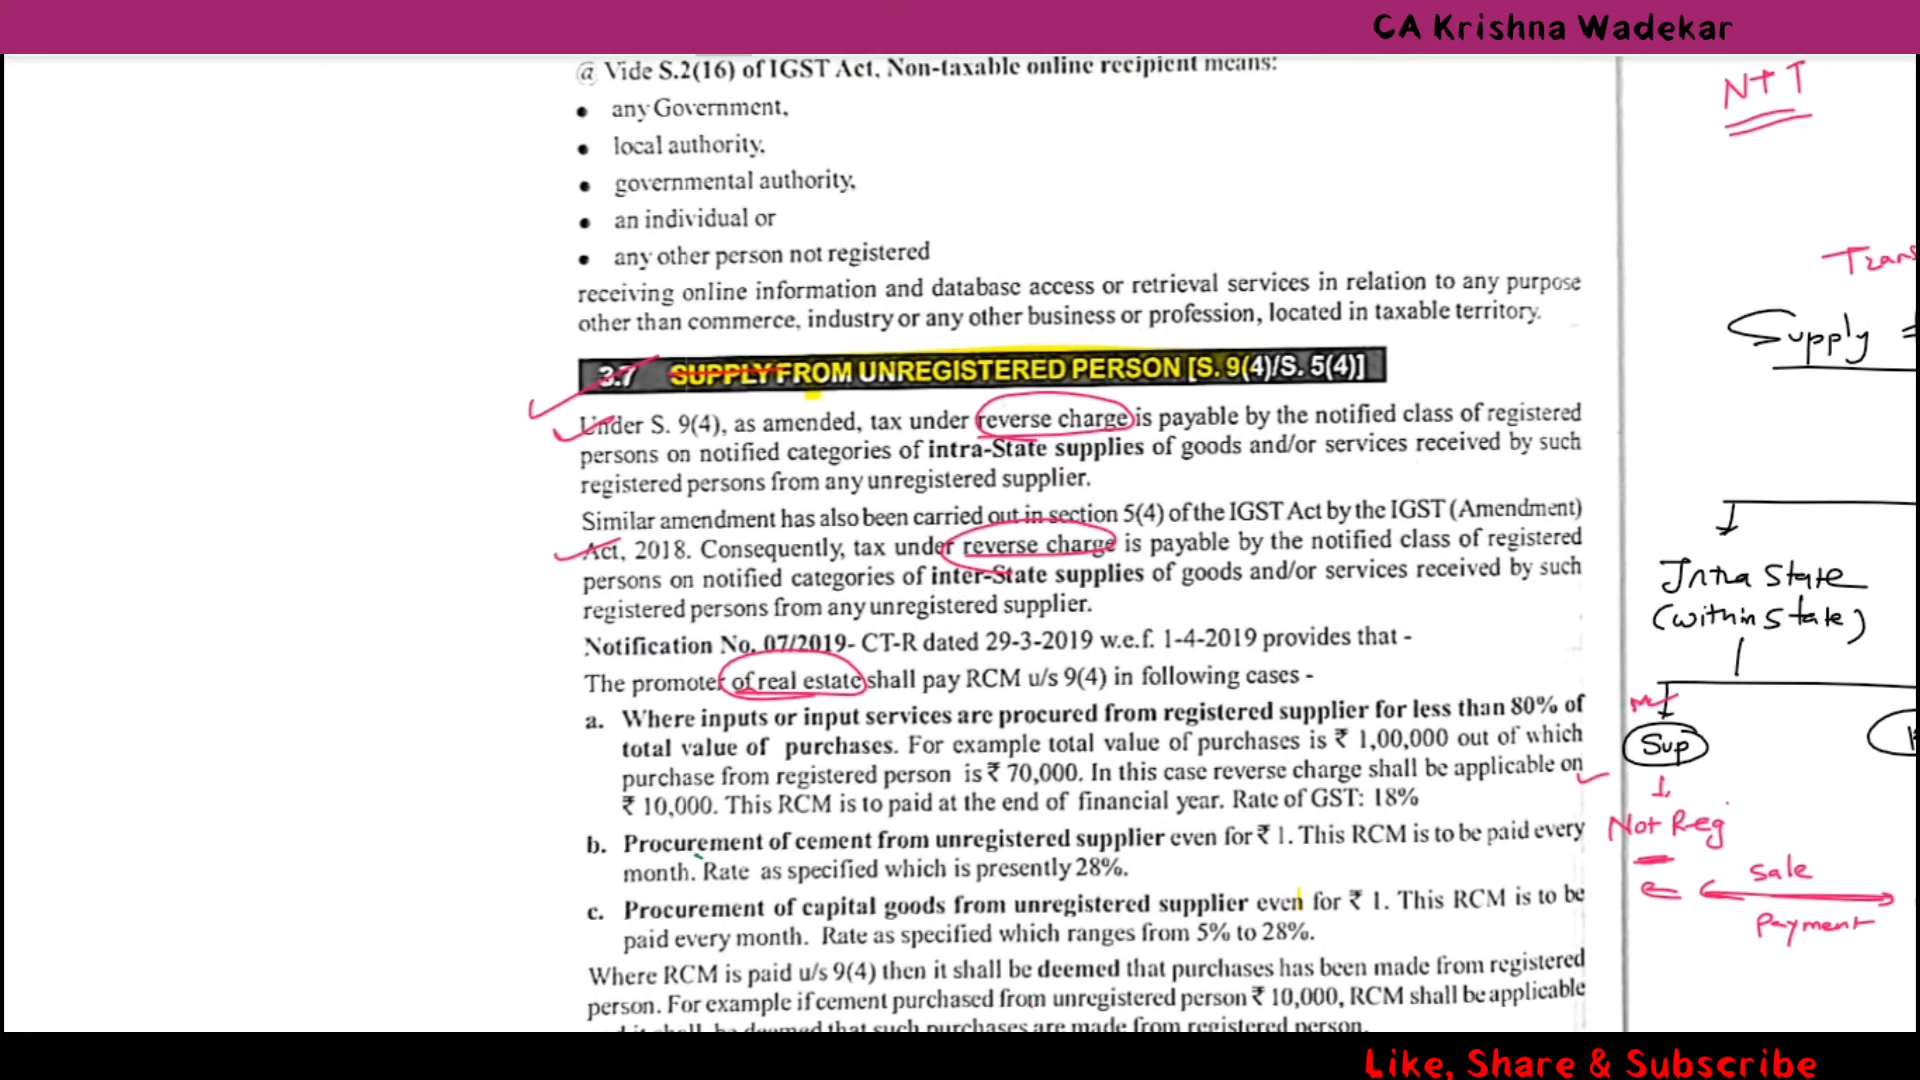 CA Krishna Wadekar
@ Vide S.2(16) of IGST Act, Non-taxable online recipient means:
• any Government,
• local authority,
• governmental authority,
• an individual or
• any other person not registered
receiving online information and database access or retrieval services in relation to any purpose
other than commerce, industry or any other business or profession, located in taxable territory.
3.7 SUPPLY FROM UNREGISTERED PERSON [S. 9(4)/S. 5(4)]
Under S. 9(4), as amended, tax under reverse charge is payable by the notified class of registered
persons on notified categories of intra-State supplies of goods and/or services received by such
registered persons from any unregistered supplier.
Similar amendment has also been carried out in section 5(4) of the IGST Act by the IGST (Amendment)
Act, 2018. Consequently, tax under reverse charge is payable by the notified class of registered
persons on notified categories of inter-State supplies of goods and/or services received by such
registered persons from any unregistered supplier.
Notification No. 07/2019- CT-R dated 29-3-2019 w.e.f. 1-4-2019 provides that -
The promoter of real estate shall pay RCM u/s 9(4) in following cases -
a. Where inputs or input services are procured from registered supplier for less than 80% of
total value of purchases. For example total value of purchases is ₹ 1,00,000 out of which
purchase from registered person is ₹ 70,000. In this case reverse charge shall be applicable on
₹ 10,000. This RCM is to paid at the end of financial year. Rate of GST: 18%
b. Procurement of cement from unregistered supplier even for ₹ 1. This RCM is to be paid every
month. Rate as specified which is presently 28%.
c. Procurement of capital goods from unregistered supplier even for ₹ 1. This RCM is to be
paid every month. Rate as specified which ranges from 5% to 28%.
Where RCM is paid u/s 9(4) then it shall be deemed that purchases has been made from registered
person. For example if cement purchased from unregistered person ₹ 10,000, RCM shall be applicable
deemed that such purchases are made from registered person.
N+T
Trans
Supply =
Intra State
(within State)
Sup
Not Reg
Sale
Payment
Like, Share & Subscribe